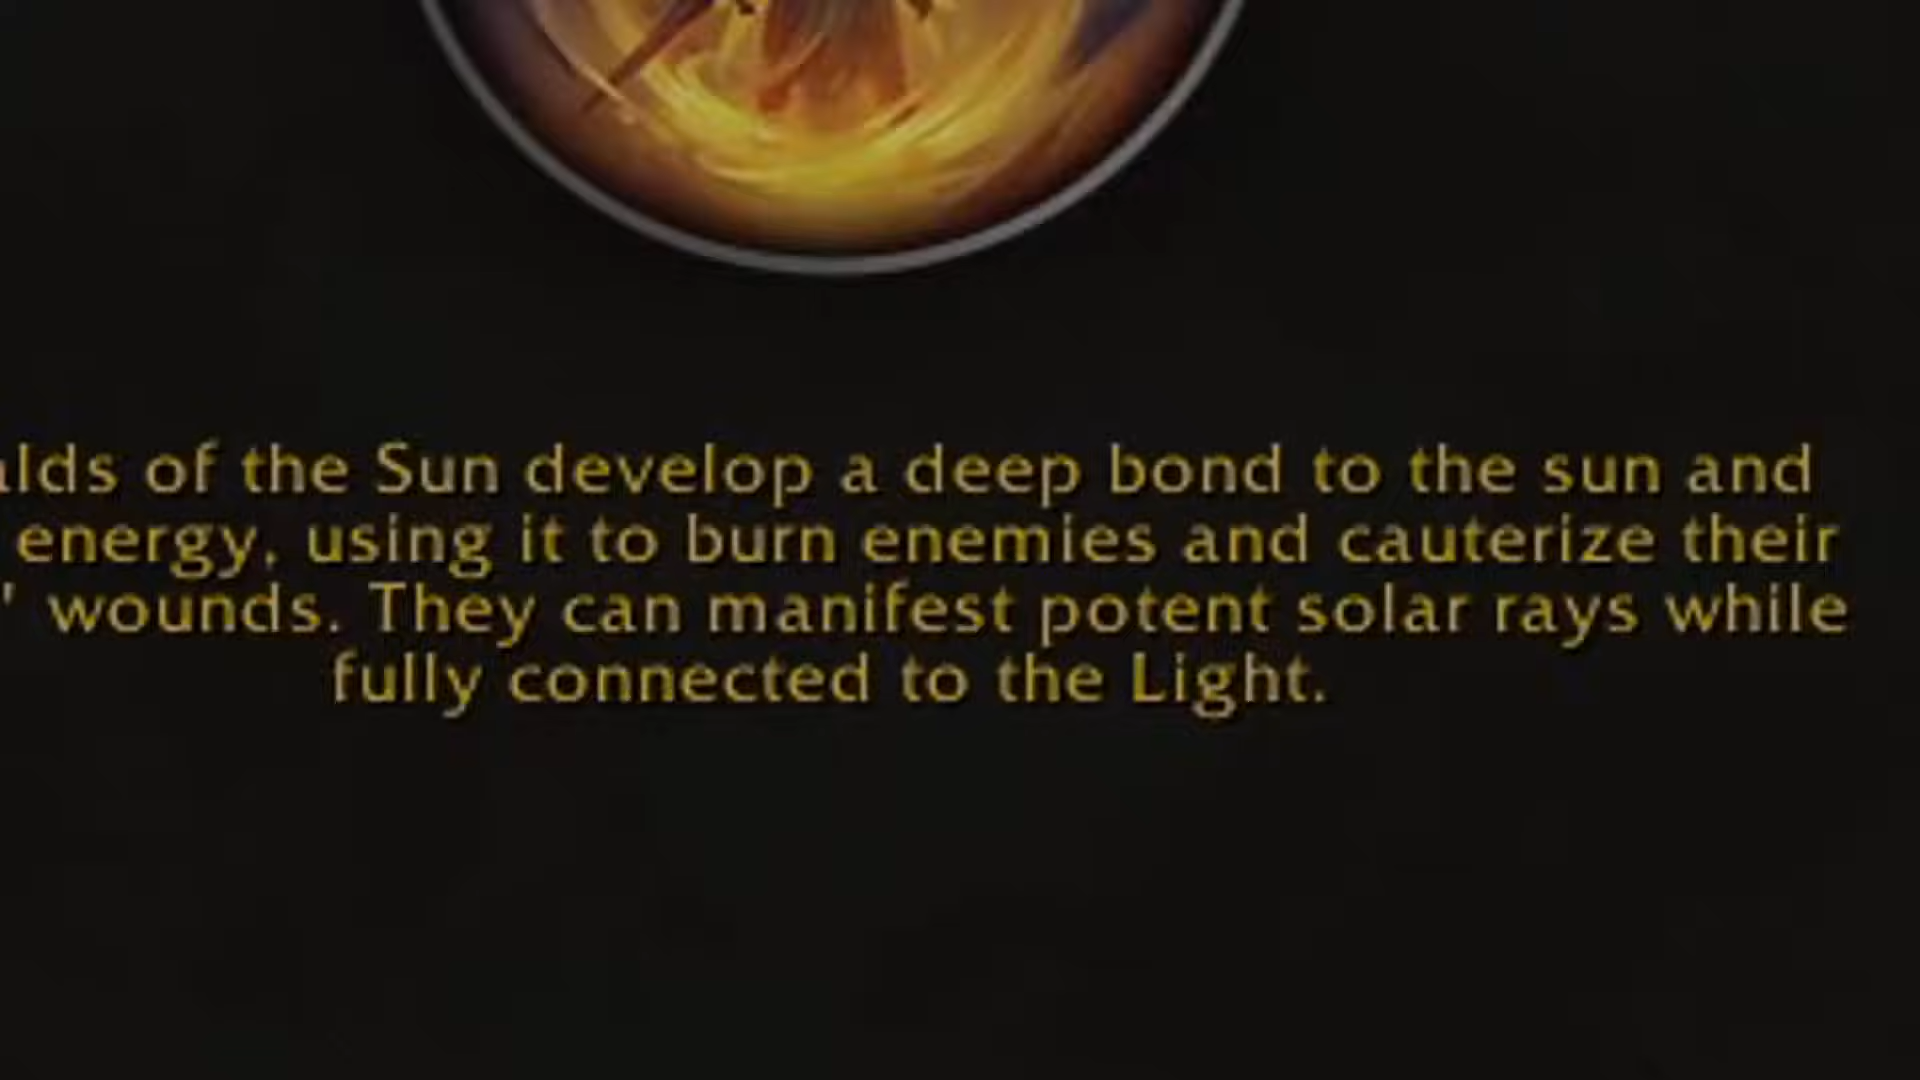 alds of the Sun develop a deep bond to the sun and
energy, using it to burn enemies and cauterize their
' wounds. They can manifest potent solar rays while
fully connected to the Light.